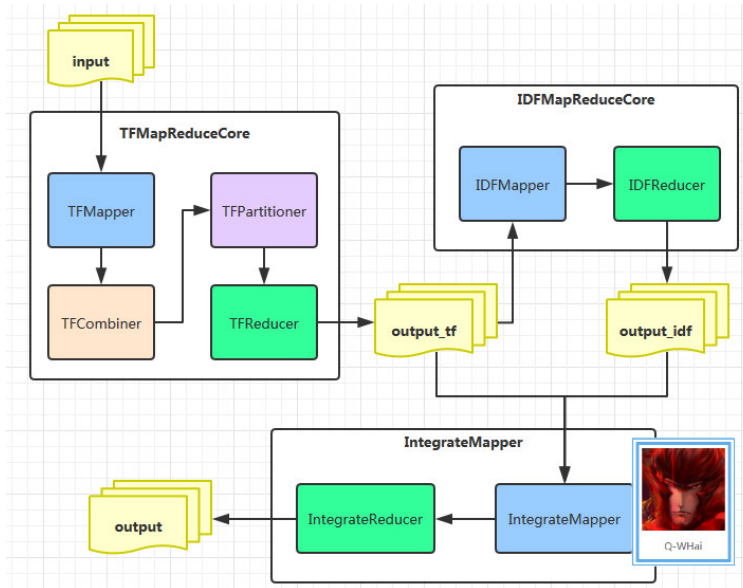 input
TFMapReduceCore
TFMapper
TFPartitioner
TFCombiner
TFReducer
output_tf
IDFMapReduceCore
IDFMapper
IDFReducer
output_idf
IntegrateMapper
IntegrateMapper
IntegrateReducer
output
Q-WHai